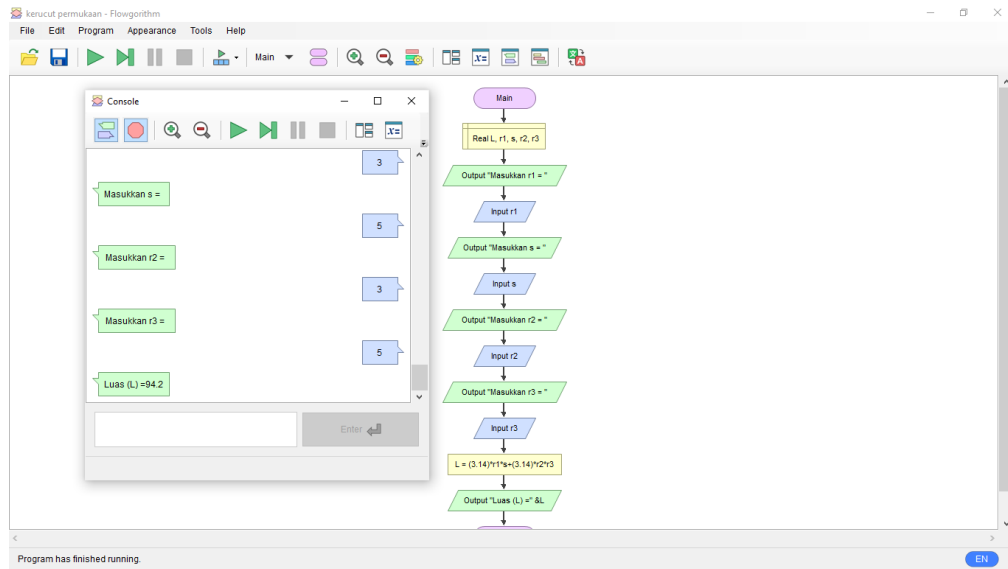 kerucut permukaan - Flowgorithm
File Edit Program Appearance Tools Help
Main
Console
3
Masukkan s =
5
Masukkan r2 =
3
Masukkan r3 =
5
Luas (L) =94.2
Enter
Main
Real L, r1, s, r2, r3
Output "Masukkan r1 = "
Input r1
Output "Masukkan s = "
Input s
Output "Masukkan r2 = "
Input r2
Output "Masukkan r3 = "
Input r3
L = (3.14)*r1*s+(3.14)*r2*r3
Output "Luas (L) =" &L
Program has finished running.
EN